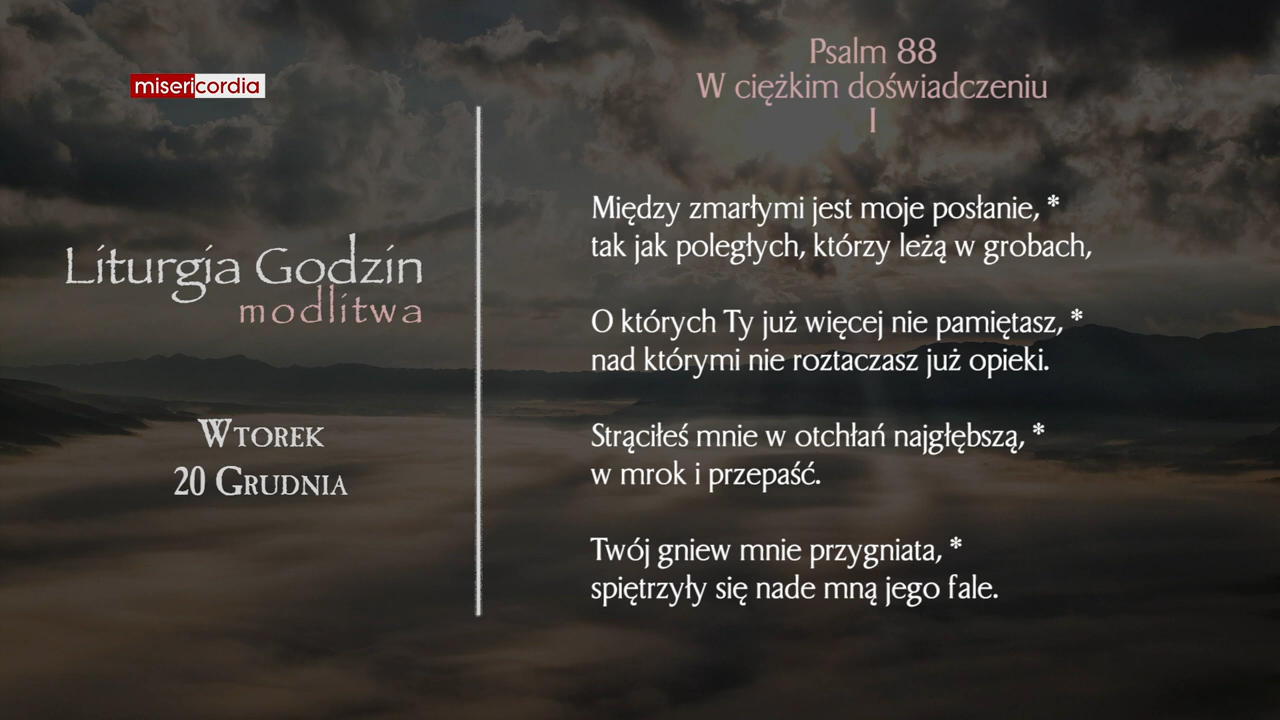 misericordia
Liturgia Godzin
modlitwa
Wtorek
20 Grudnia
Psalm 88
W ciężkim doświadczeniu
I
Między zmarłymi jest moje posłanie, *
tak jak poległych, którzy leżą w grobach,
O których Ty już więcej nie pamiętasz, *
nad którymi nie roztaczasz już opieki.
Strąciłeś mnie w otchłań najgłębszą, *
w mrok i przepaść.
Twój gniew mnie przygniata, *
spiętrzyły się nade mną jego fale.